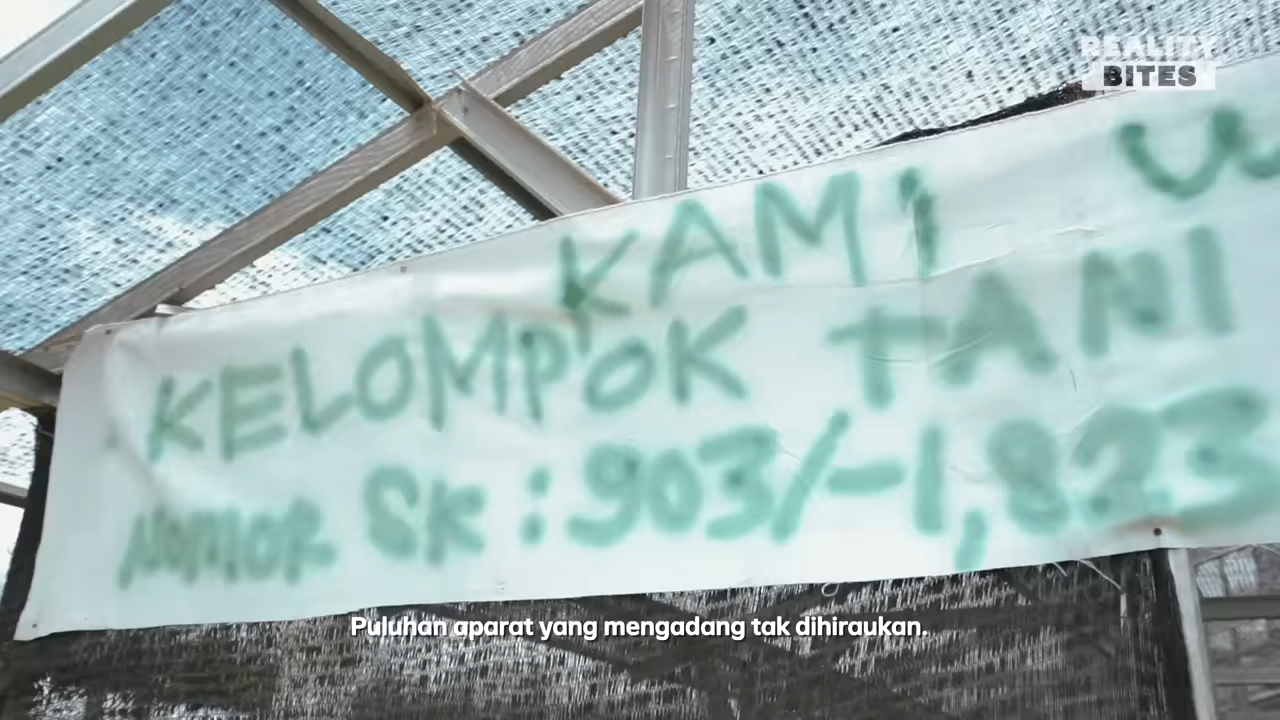 REALITY
BITES
KAMI
KELOMPOK TANI
NOMOR SK : 903/-1,823
Puluhan aparat yang mengadang tak dihiraukan.